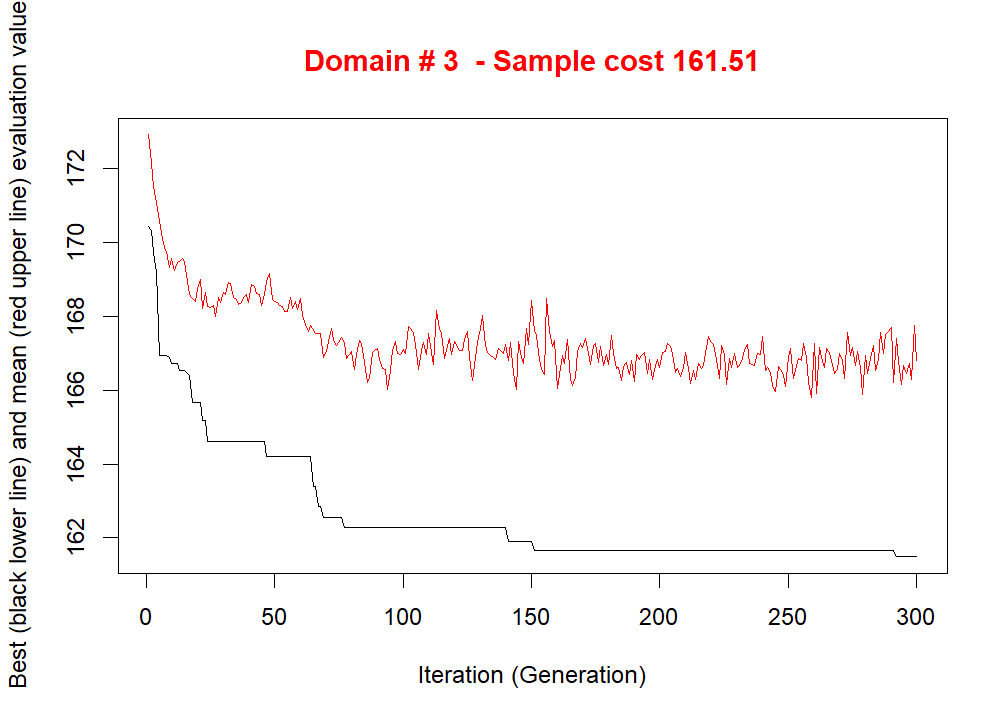 Domain # 3  - Sample cost 161.51
Best (black lower line) and mean (red upper line) evaluation value
172
170
168
166
164
162
0 50 100 150 200 250 300
Iteration (Generation)